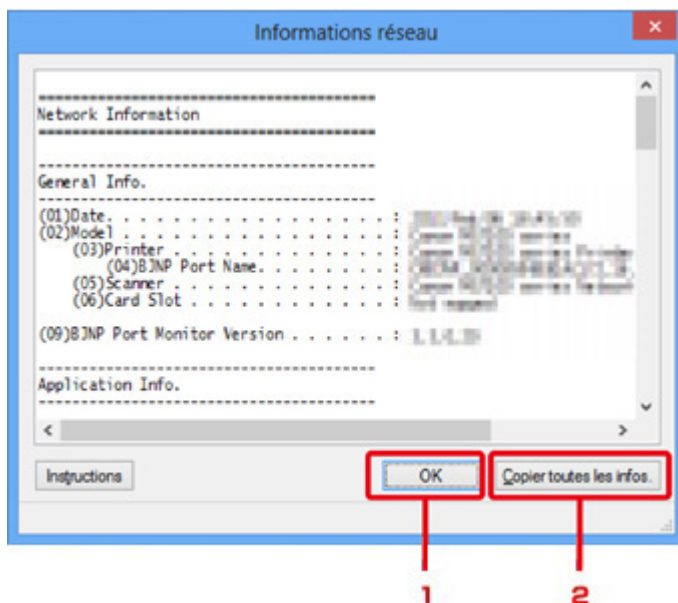 Informations réseau
========================================
Network Information
========================================
----------------------------------------
General Info.
----------------------------------------
(01)Date. . . . . . . . . . . . . . . . . :
(02)Model . . . . . . . . . . . . . . . . :
(03)Printer . . . . . . . . . . . . . :
(04)BJNP Port Name. . . . . . . . :
(05)Scanner . . . . . . . . . . . . . :
(06)Card Slot . . . . . . . . . . . . :
(09)BJNP Port Monitor Version . . . . . . :
----------------------------------------
Application Info.
----------------------------------------
Instructions
OK
Copier toutes les infos.
1
2